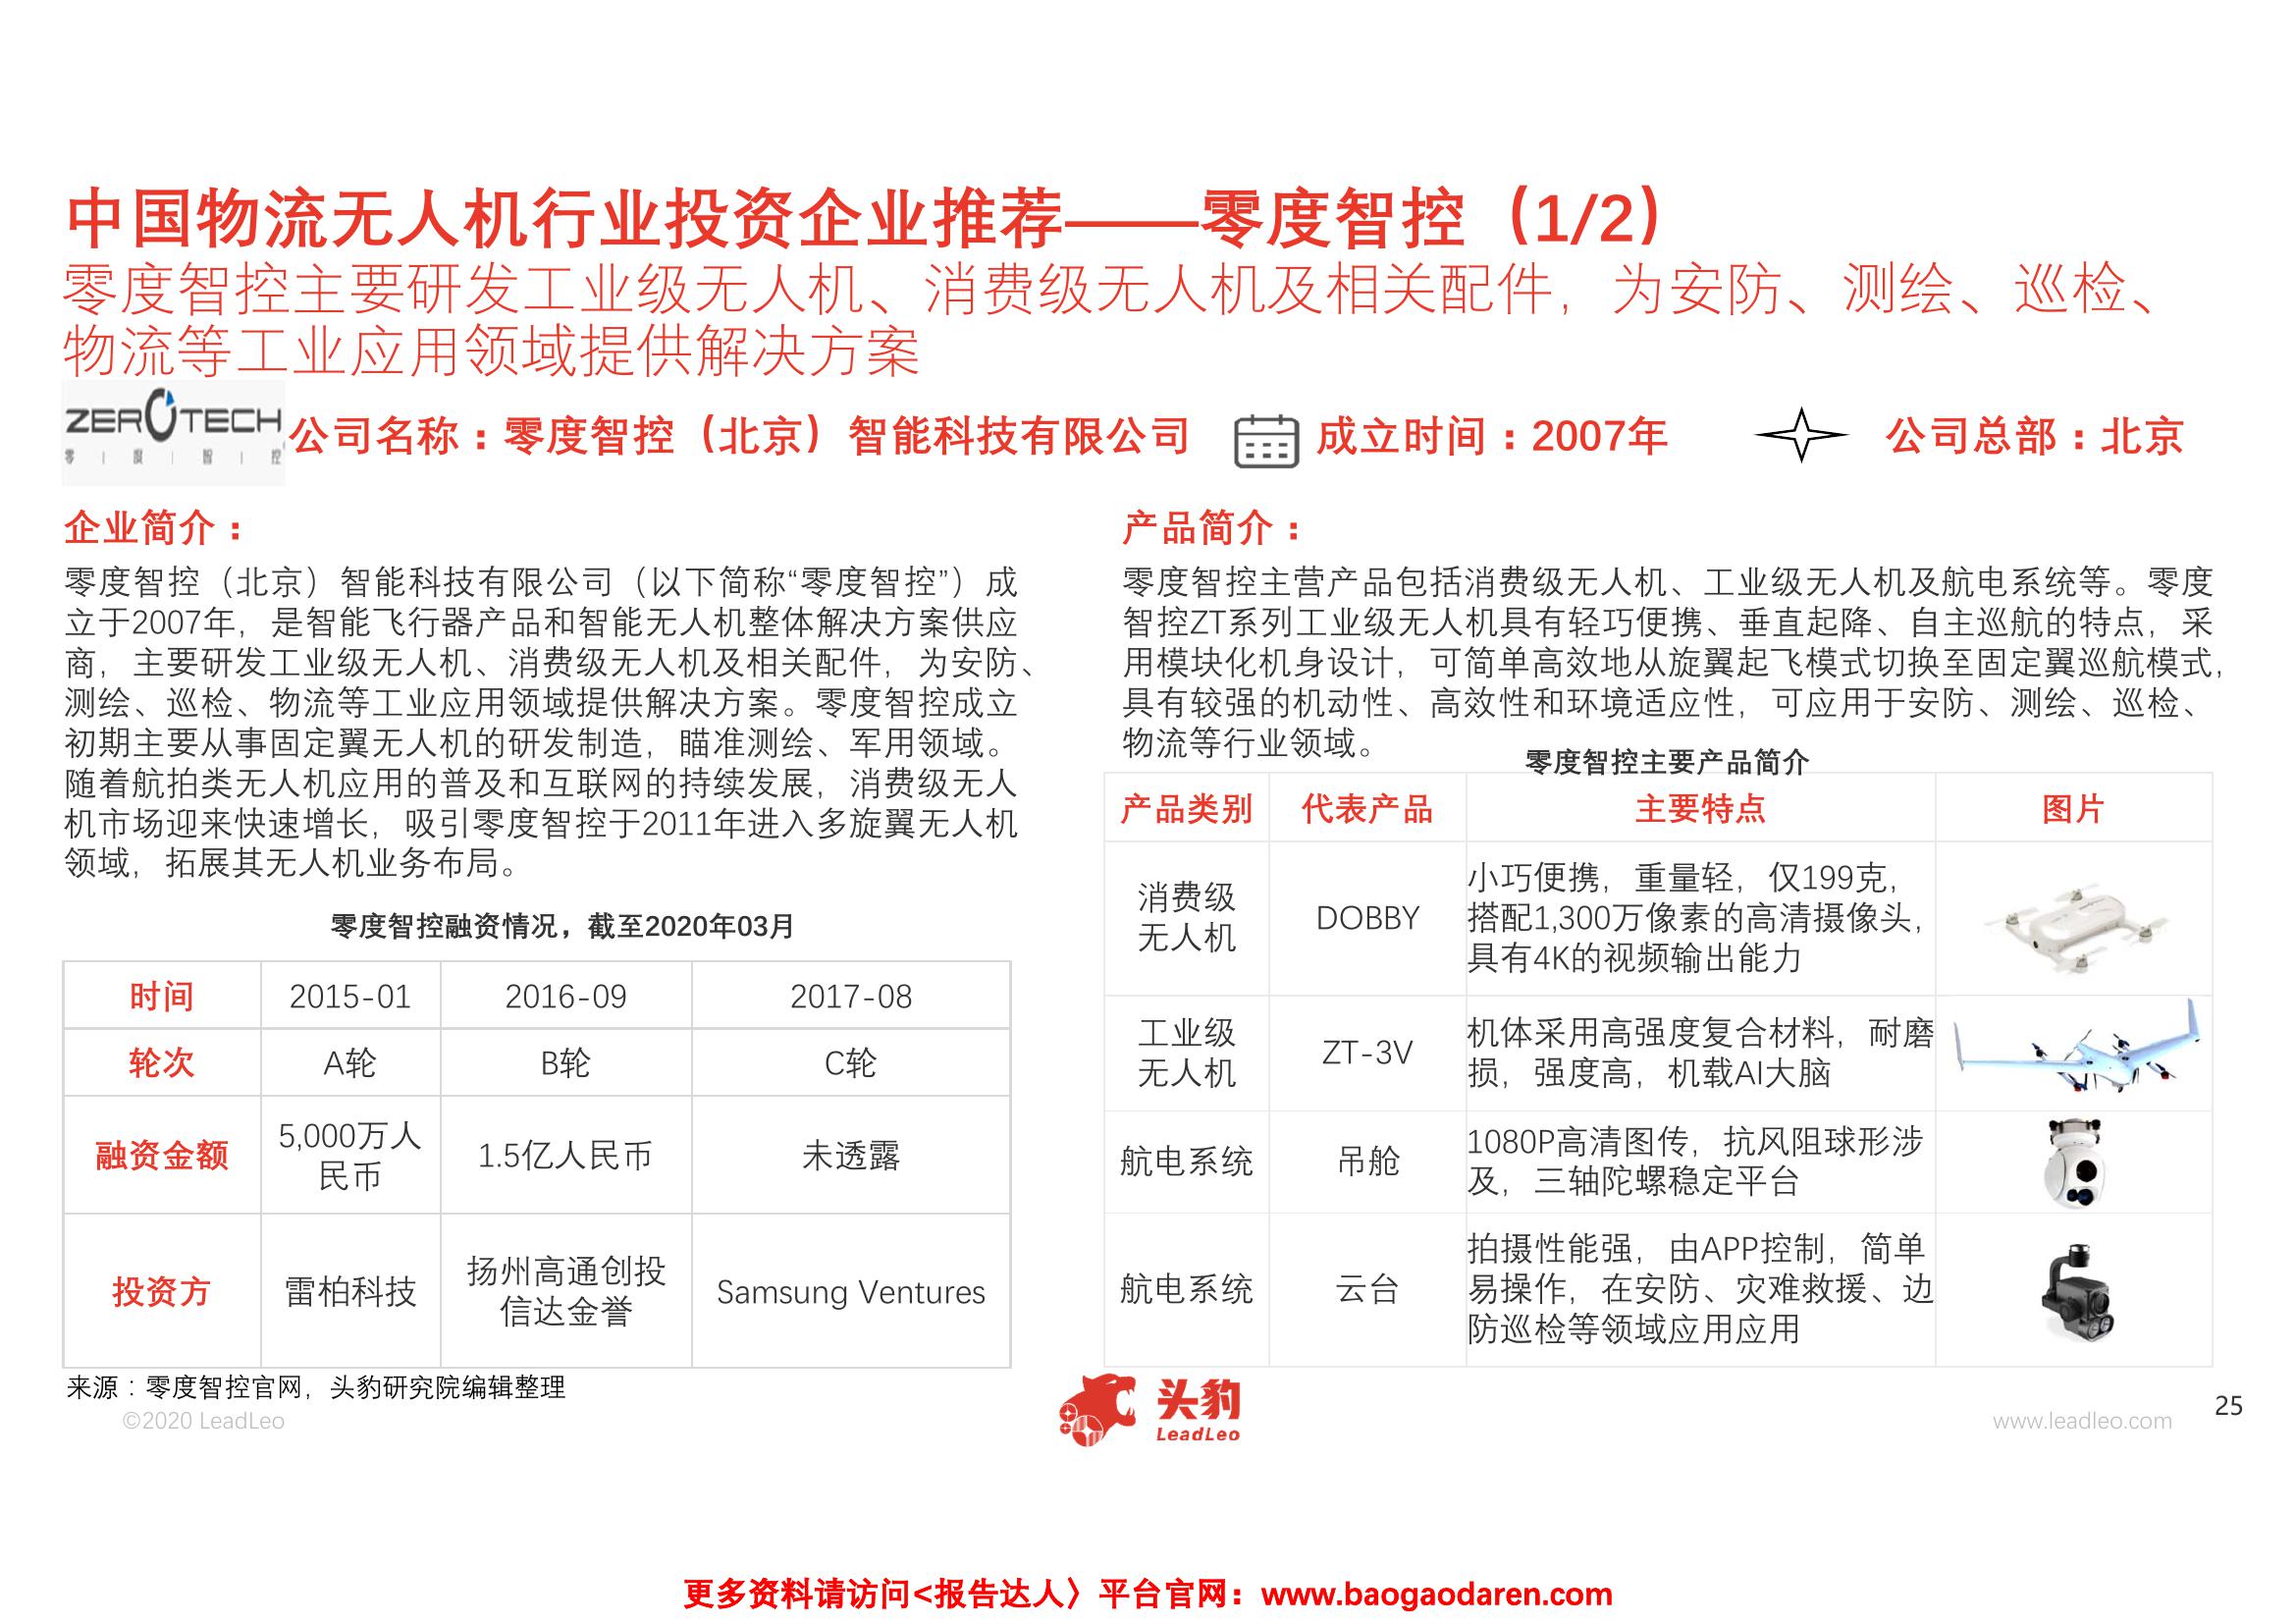 中国物流无人机行业投资企业推荐——零度智控（1/2）
零度智控主要研发工业级无人机、消费级无人机及相关配件，为安防、测绘、巡检、
物流等工业应用领域提供解决方案
ZEROTECH
零 | 度 | 智 | 控
公司名称：零度智控（北京）智能科技有限公司
成立时间：2007年
公司总部：北京
企业简介：
零度智控（北京）智能科技有限公司（以下简称“零度智控”）成
立于2007年，是智能飞行器产品和智能无人机整体解决方案供应
商，主要研发工业级无人机、消费级无人机及相关配件，为安防、
测绘、巡检、物流等工业应用领域提供解决方案。零度智控成立
初期主要从事固定翼无人机的研发制造，瞄准测绘、军用领域。
随着航拍类无人机应用的普及和互联网的持续发展，消费级无人
机市场迎来快速增长，吸引零度智控于2011年进入多旋翼无人机
领域，拓展其无人机业务布局。
零度智控融资情况，截至2020年03月
时间 2015-01 2016-09 2017-08
轮次 A轮 B轮 C轮
融资金额 5,000万人
民币 1.5亿人民币 未透露
投资方 雷柏科技 扬州高通创投
信达金誉 Samsung Ventures
来源：零度智控官网，头豹研究院编辑整理
产品简介：
零度智控主营产品包括消费级无人机、工业级无人机及航电系统等。零度
智控ZT系列工业级无人机具有轻巧便携、垂直起降、自主巡航的特点，采
用模块化机身设计，可简单高效地从旋翼起飞模式切换至固定翼巡航模式，
具有较强的机动性、高效性和环境适应性，可应用于安防、测绘、巡检、
物流等行业领域。
零度智控主要产品简介
产品类别 代表产品 主要特点 图片
消费级
无人机
DOBBY
小巧便携，重量轻，仅199克，
搭配1,300万像素的高清摄像头，
具有4K的视频输出能力
工业级
无人机
ZT-3V
机体采用高强度复合材料，耐磨
损，强度高，机载AI大脑
航电系统
吊舱
1080P高清图传，抗风阻球形涉
及，三轴陀螺稳定平台
航电系统
云台
拍摄性能强，由APP控制，简单
易操作，在安防、灾难救援、边
防巡检等领域应用应用
©2020 LeadLeo
头豹
LeadLeo
www.leadleo.com
25
更多资料请访问<报告达人〉平台官网：www.baogaodaren.com